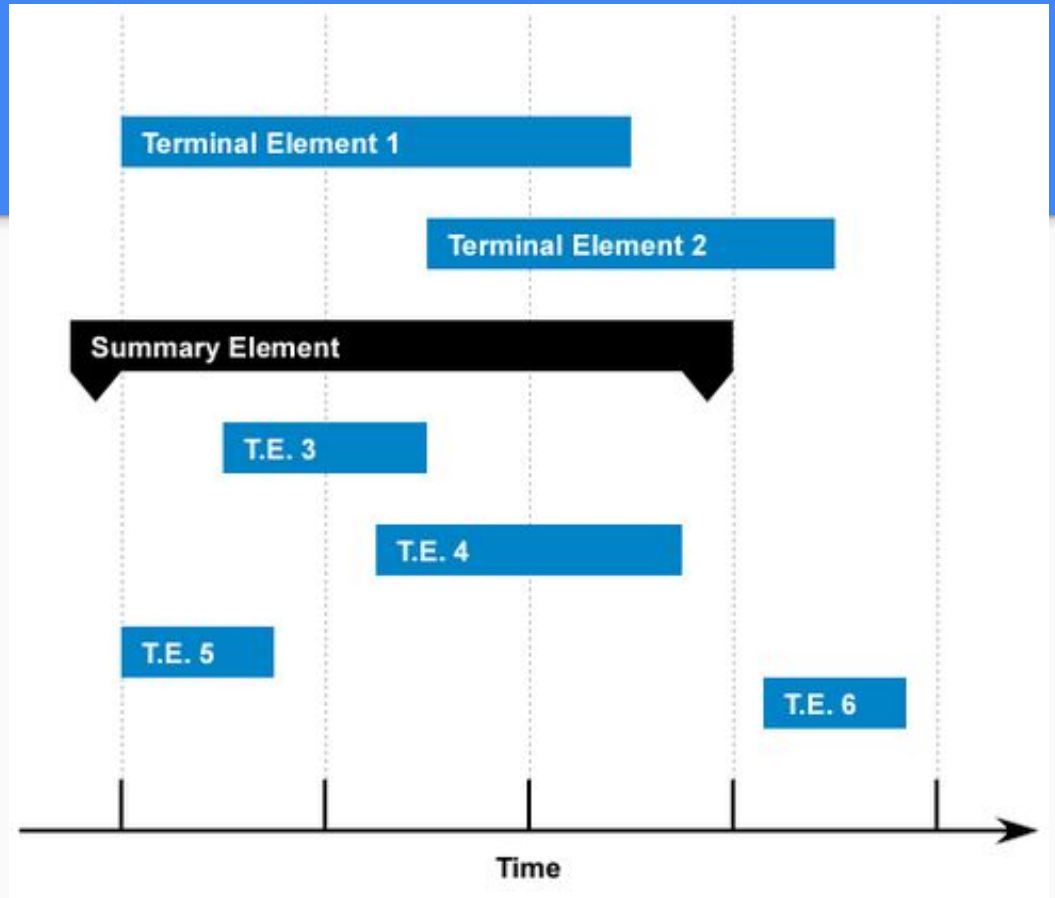 Terminal Element 1
Terminal Element 2
Summary Element
T.E. 3
T.E. 4
T.E. 5
T.E. 6
Time